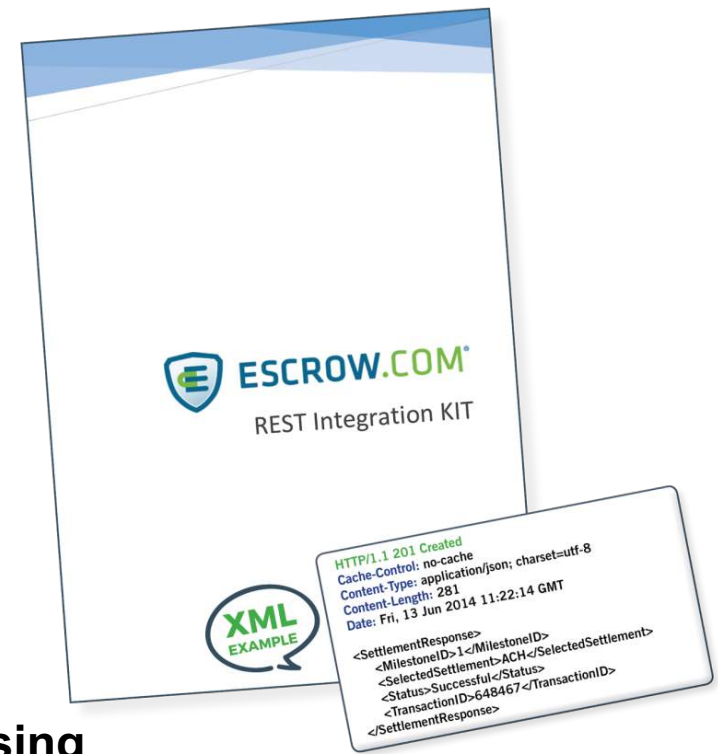 ESCROW.COM®
REST Integration KIT
XML
EXAMPLE
HTTP/1.1 201 Created
Cache-Control: no-cache
Content-Type: application/json; charset=utf-8
Content-Length: 281
Date: Fri, 13 Jun 2014 11:22:14 GMT
<SettlementResponse>
<MilestoneID>1</MilestoneID>
<SelectedSettlement>ACH</SelectedSettlement>
<Status>Successful</Status>
<TransactionID>648467</TransactionID>
</SettlementResponse>